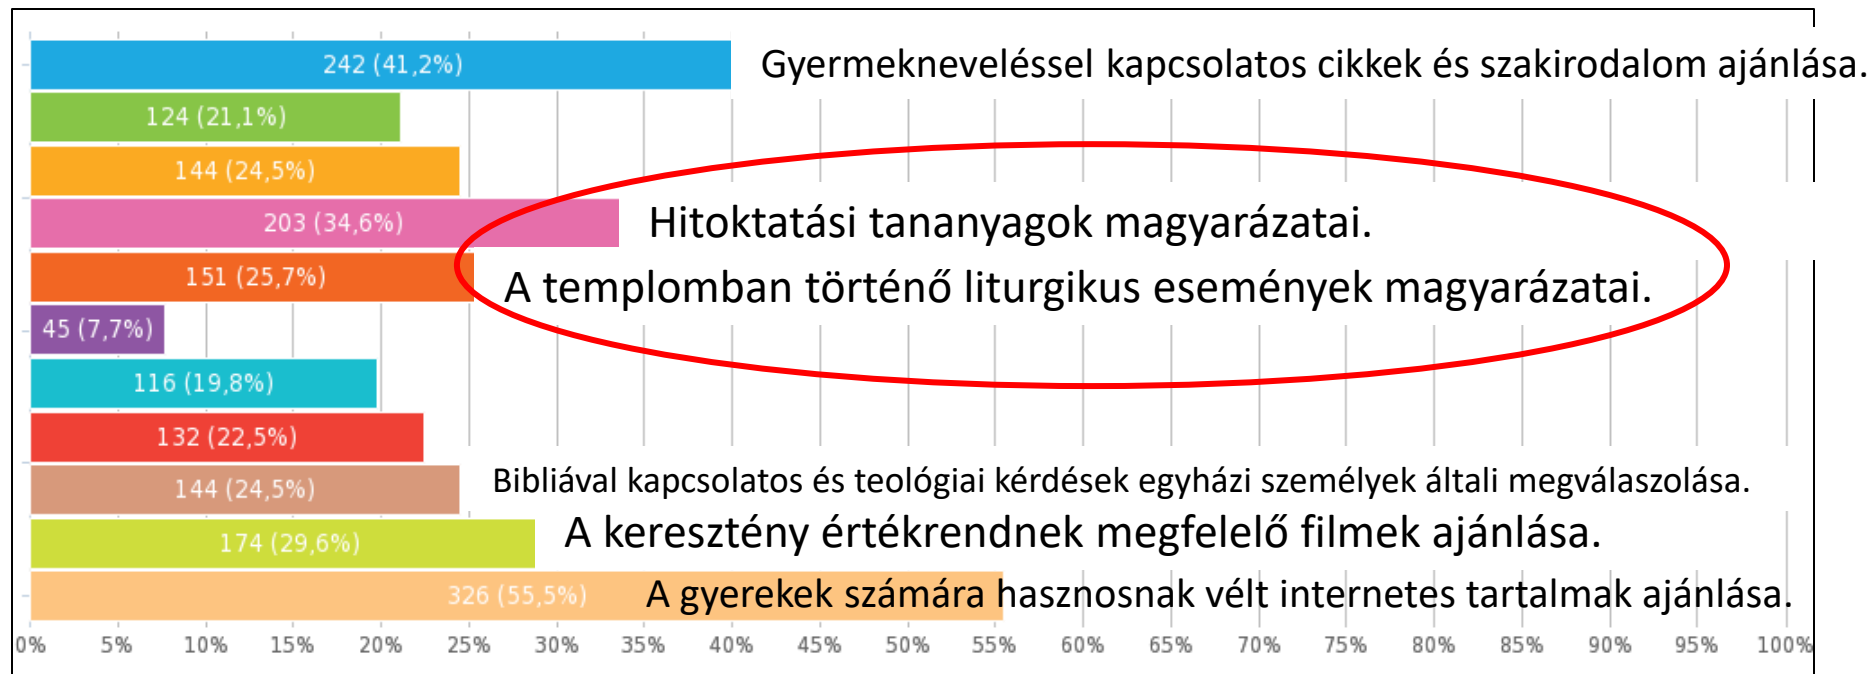 242 (41,2%) Gyermekneveléssel kapcsolatos cikkek és szakirodalom ajánlása.
124 (21,1%)
144 (24,5%)
203 (34,6%) Hitoktatási tananyagok magyarázatai.
151 (25,7%) A templomban történő liturgikus események magyarázatai.
45 (7,7%)
116 (19,8%)
132 (22,5%)
144 (24,5%) Bibliával kapcsolatos és teológiai kérdések egyházi személyek általi megválaszolása.
174 (29,6%) A keresztény értékrendnek megfelelő filmek ajánlása.
326 (55,5%) A gyerekek számára hasznosnak vélt internetes tartalmak ajánlása.
0% 5% 10% 15% 20% 25% 30% 35% 40% 45% 50% 55% 60% 65% 70% 75% 80% 85% 90% 95% 100%